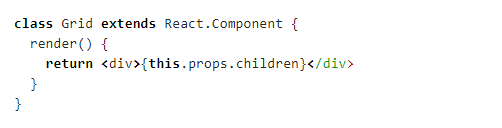 class Grid extends React.Component {
  render() {
    return <div>{this.props.children}</div>
  }
}